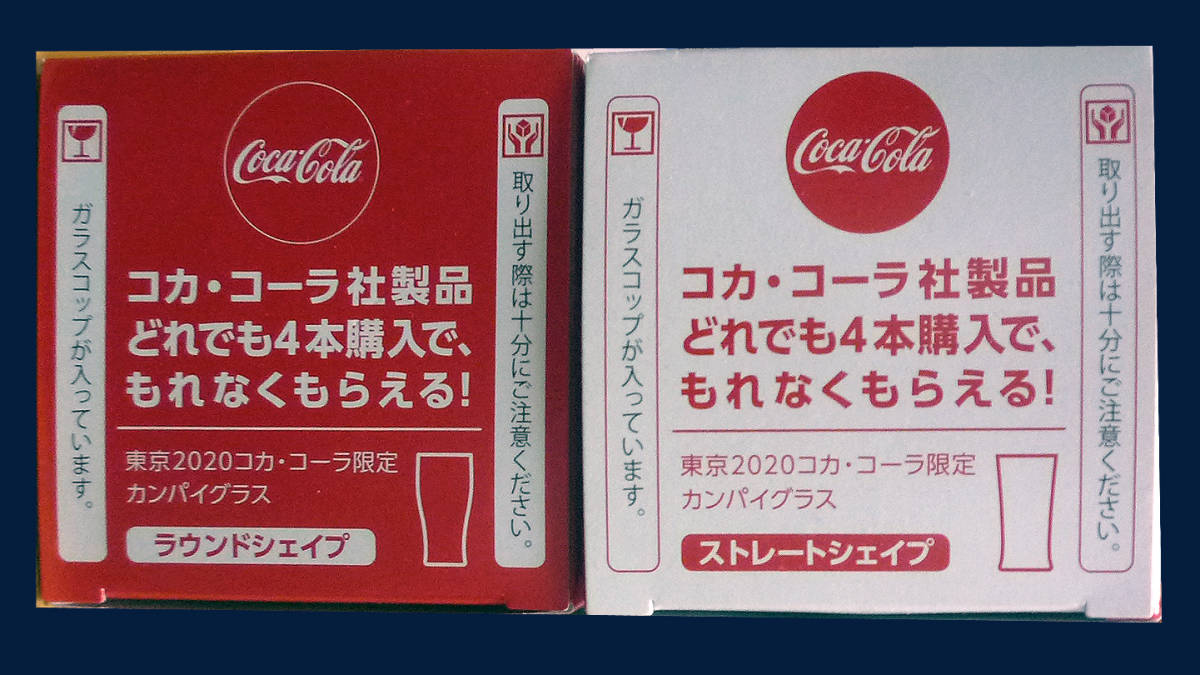 Coca-Cola
ガラスコップが入っています。
取り出す際は十分にご注意ください。
コカ・コーラ社製品
どれでも4本購入で、
もれなくもらえる!
東京2020コカ・コーラ限定
カンパイグラス
ラウンドシェイプ
Coca-Cola
ガラスコップが入っています。
取り出す際は十分にご注意ください。
コカ・コーラ社製品
どれでも4本購入で、
もれなくもらえる!
東京2020コカ・コーラ限定
カンパイグラス
ストレートシェイプ